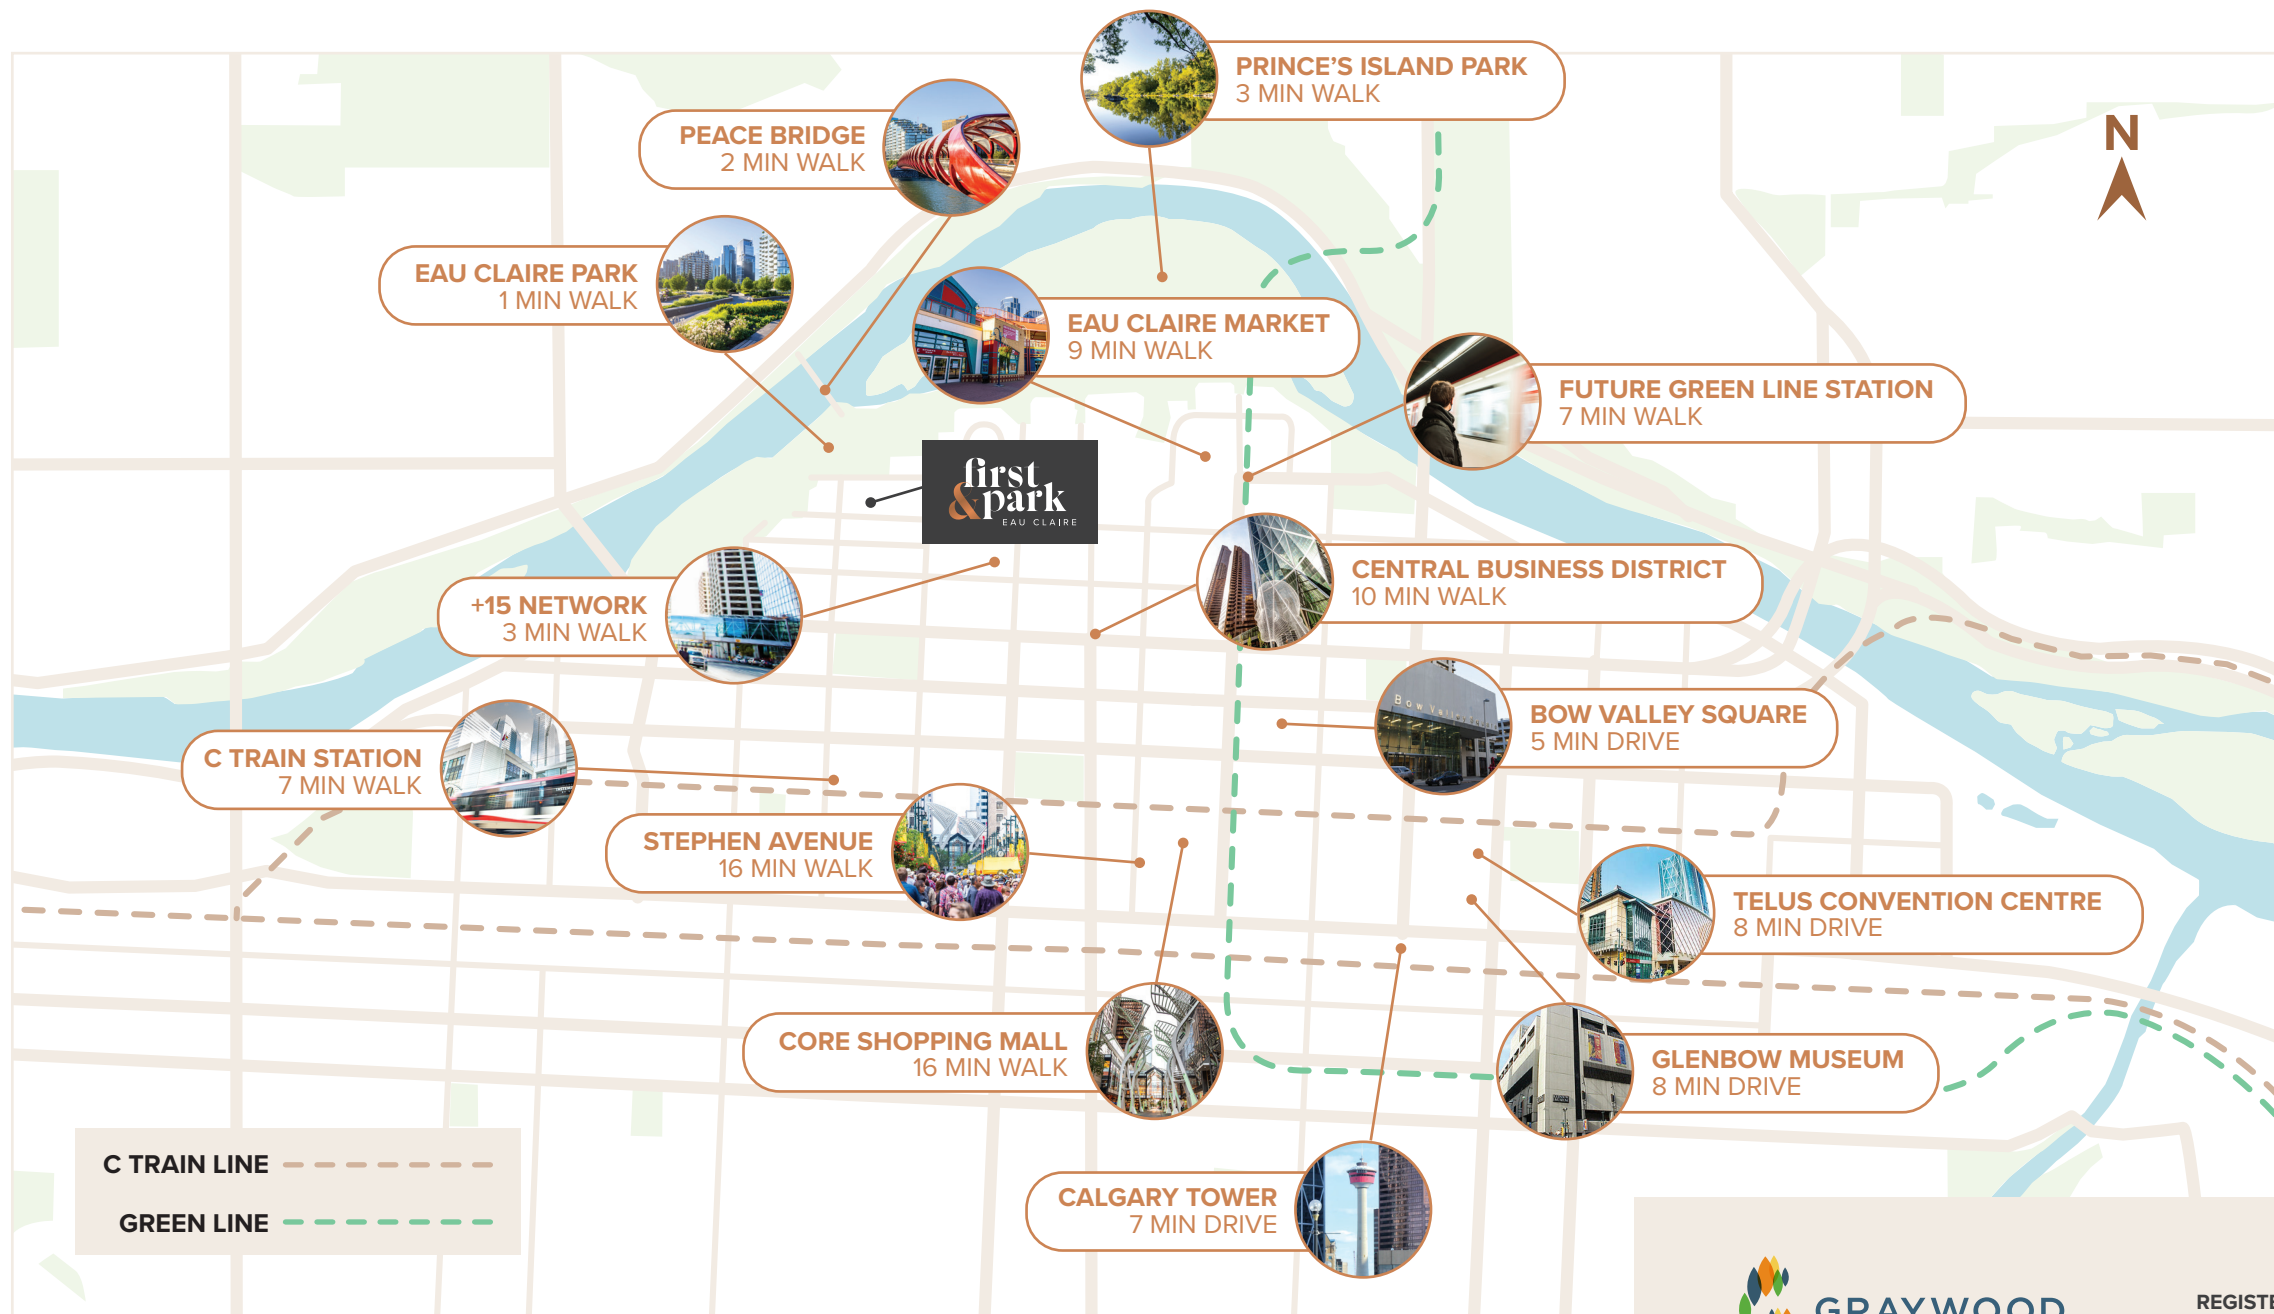 PRINCE'S ISLAND PARK
3 MIN WALK
N
PEACE BRIDGE
2 MIN WALK
EAU CLAIRE PARK
1 MIN WALK
EAU CLAIRE MARKET
9 MIN WALK
FUTURE GREEN LINE STATION
7 MIN WALK
first
&park
EAU CLAIRE
CENTRAL BUSINESS DISTRICT
10 MIN WALK
+15 NETWORK
3 MIN WALK
Bow Valley
BOW VALLEY SQUARE
5 MIN DRIVE
C TRAIN STATION
7 MIN WALK
STEPHEN AVENUE
16 MIN WALK
TELUS CONVENTION CENTRE
8 MIN DRIVE
CORE SHOPPING MALL
16 MIN WALK
GLENBOW MUSEUM
8 MIN DRIVE
C TRAIN LINE
GREEN LINE
CALGARY TOWER
7 MIN DRIVE
GRAYWOOD
REGISTE